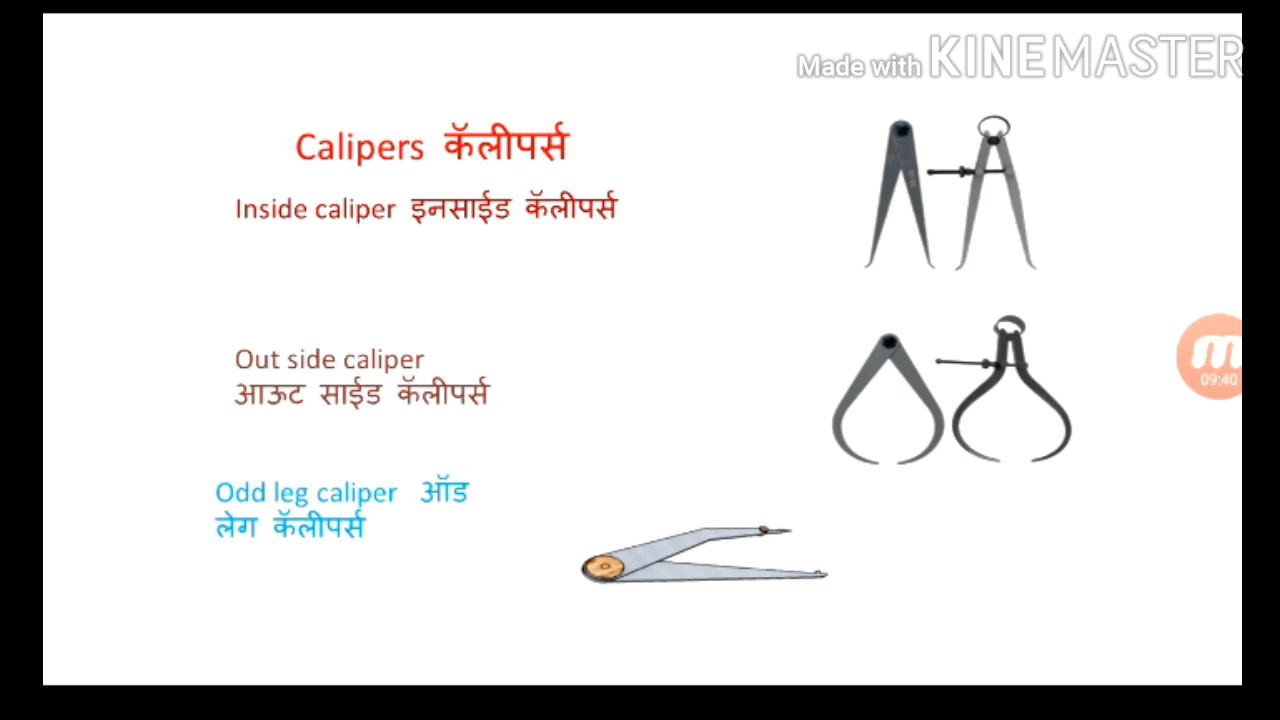 Made with KINEMASTER
Calipers कॅलीपर्स
Inside caliper इनसाईड कॅलीपर्स
Out side caliper
आऊट साईड कॅलीपर्स
09:40
Odd leg caliper ऑड
लेग कॅलीपर्स